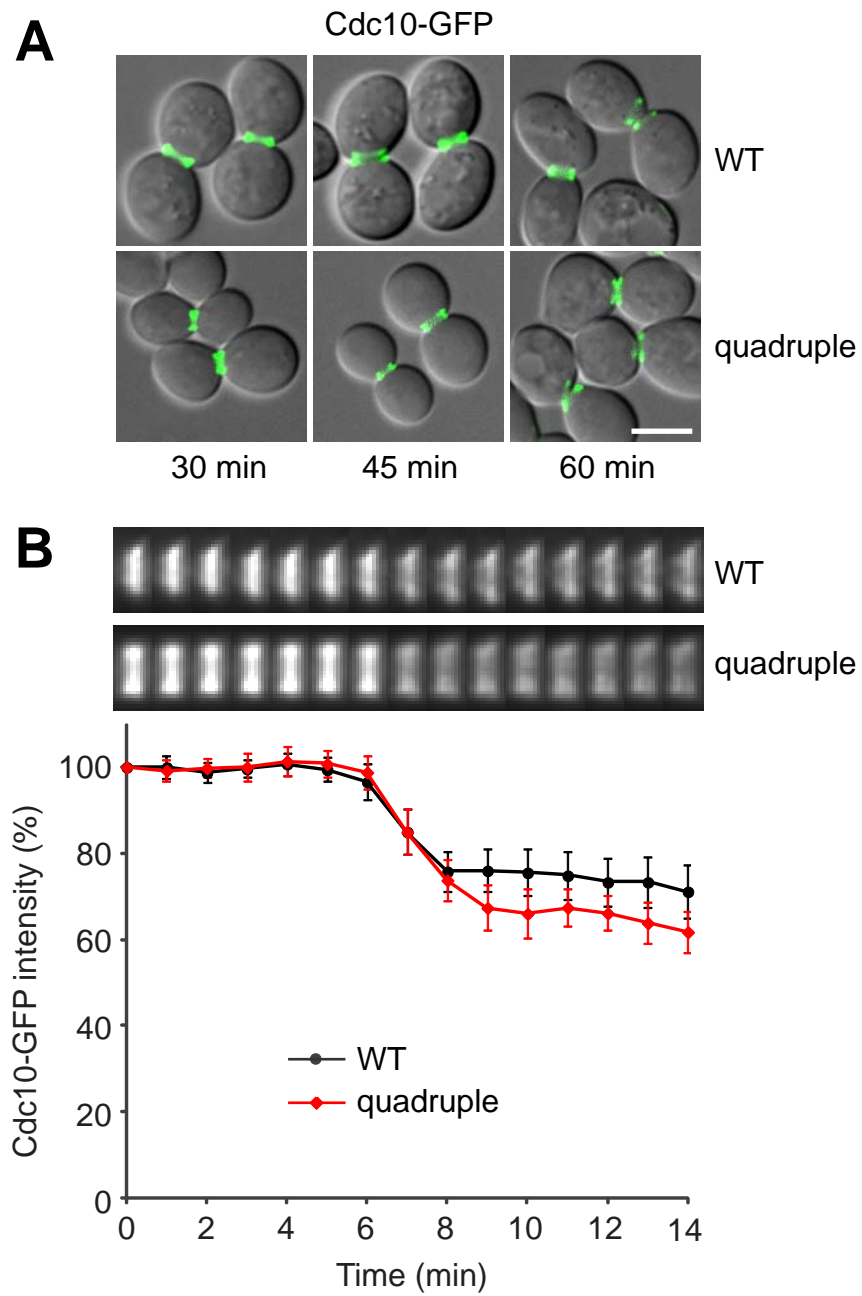 A
Cdc10-GFP
WT
quadruple
30 min
45 min
60 min
B
WT
quadruple
Cdc10-GFP intensity (%)
100
80
60
40
20
0
WT
quadruple
0 2 4 6 8 10 12 14
Time (min)